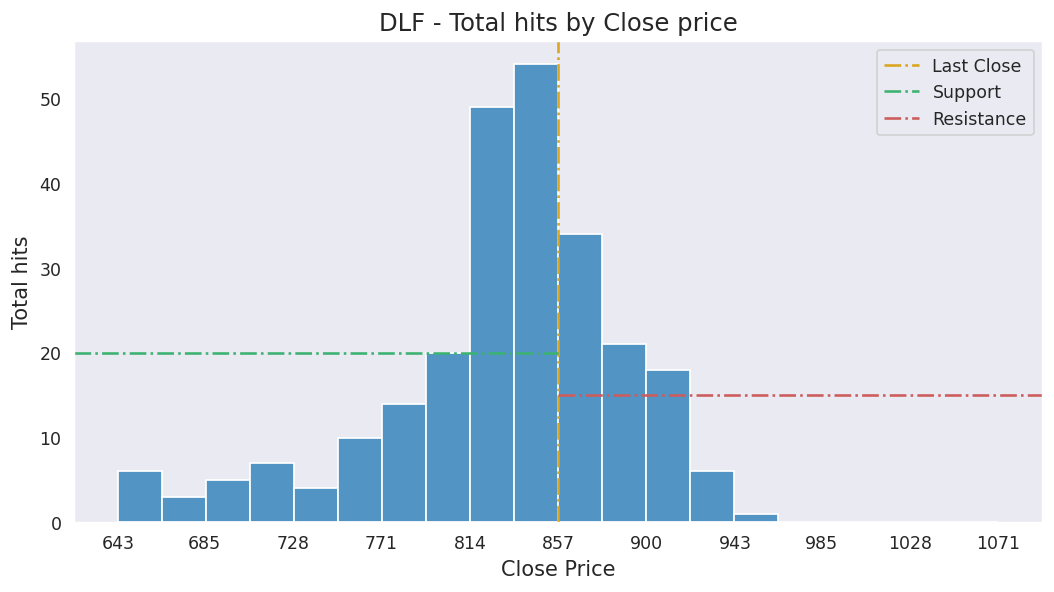 DLF - Total hits by Close price
Last Close
Support
Resistance
Total hits
50
40
30
20
10
0
643 685 728 771 814 857 900 943 985 1028 1071
Close Price